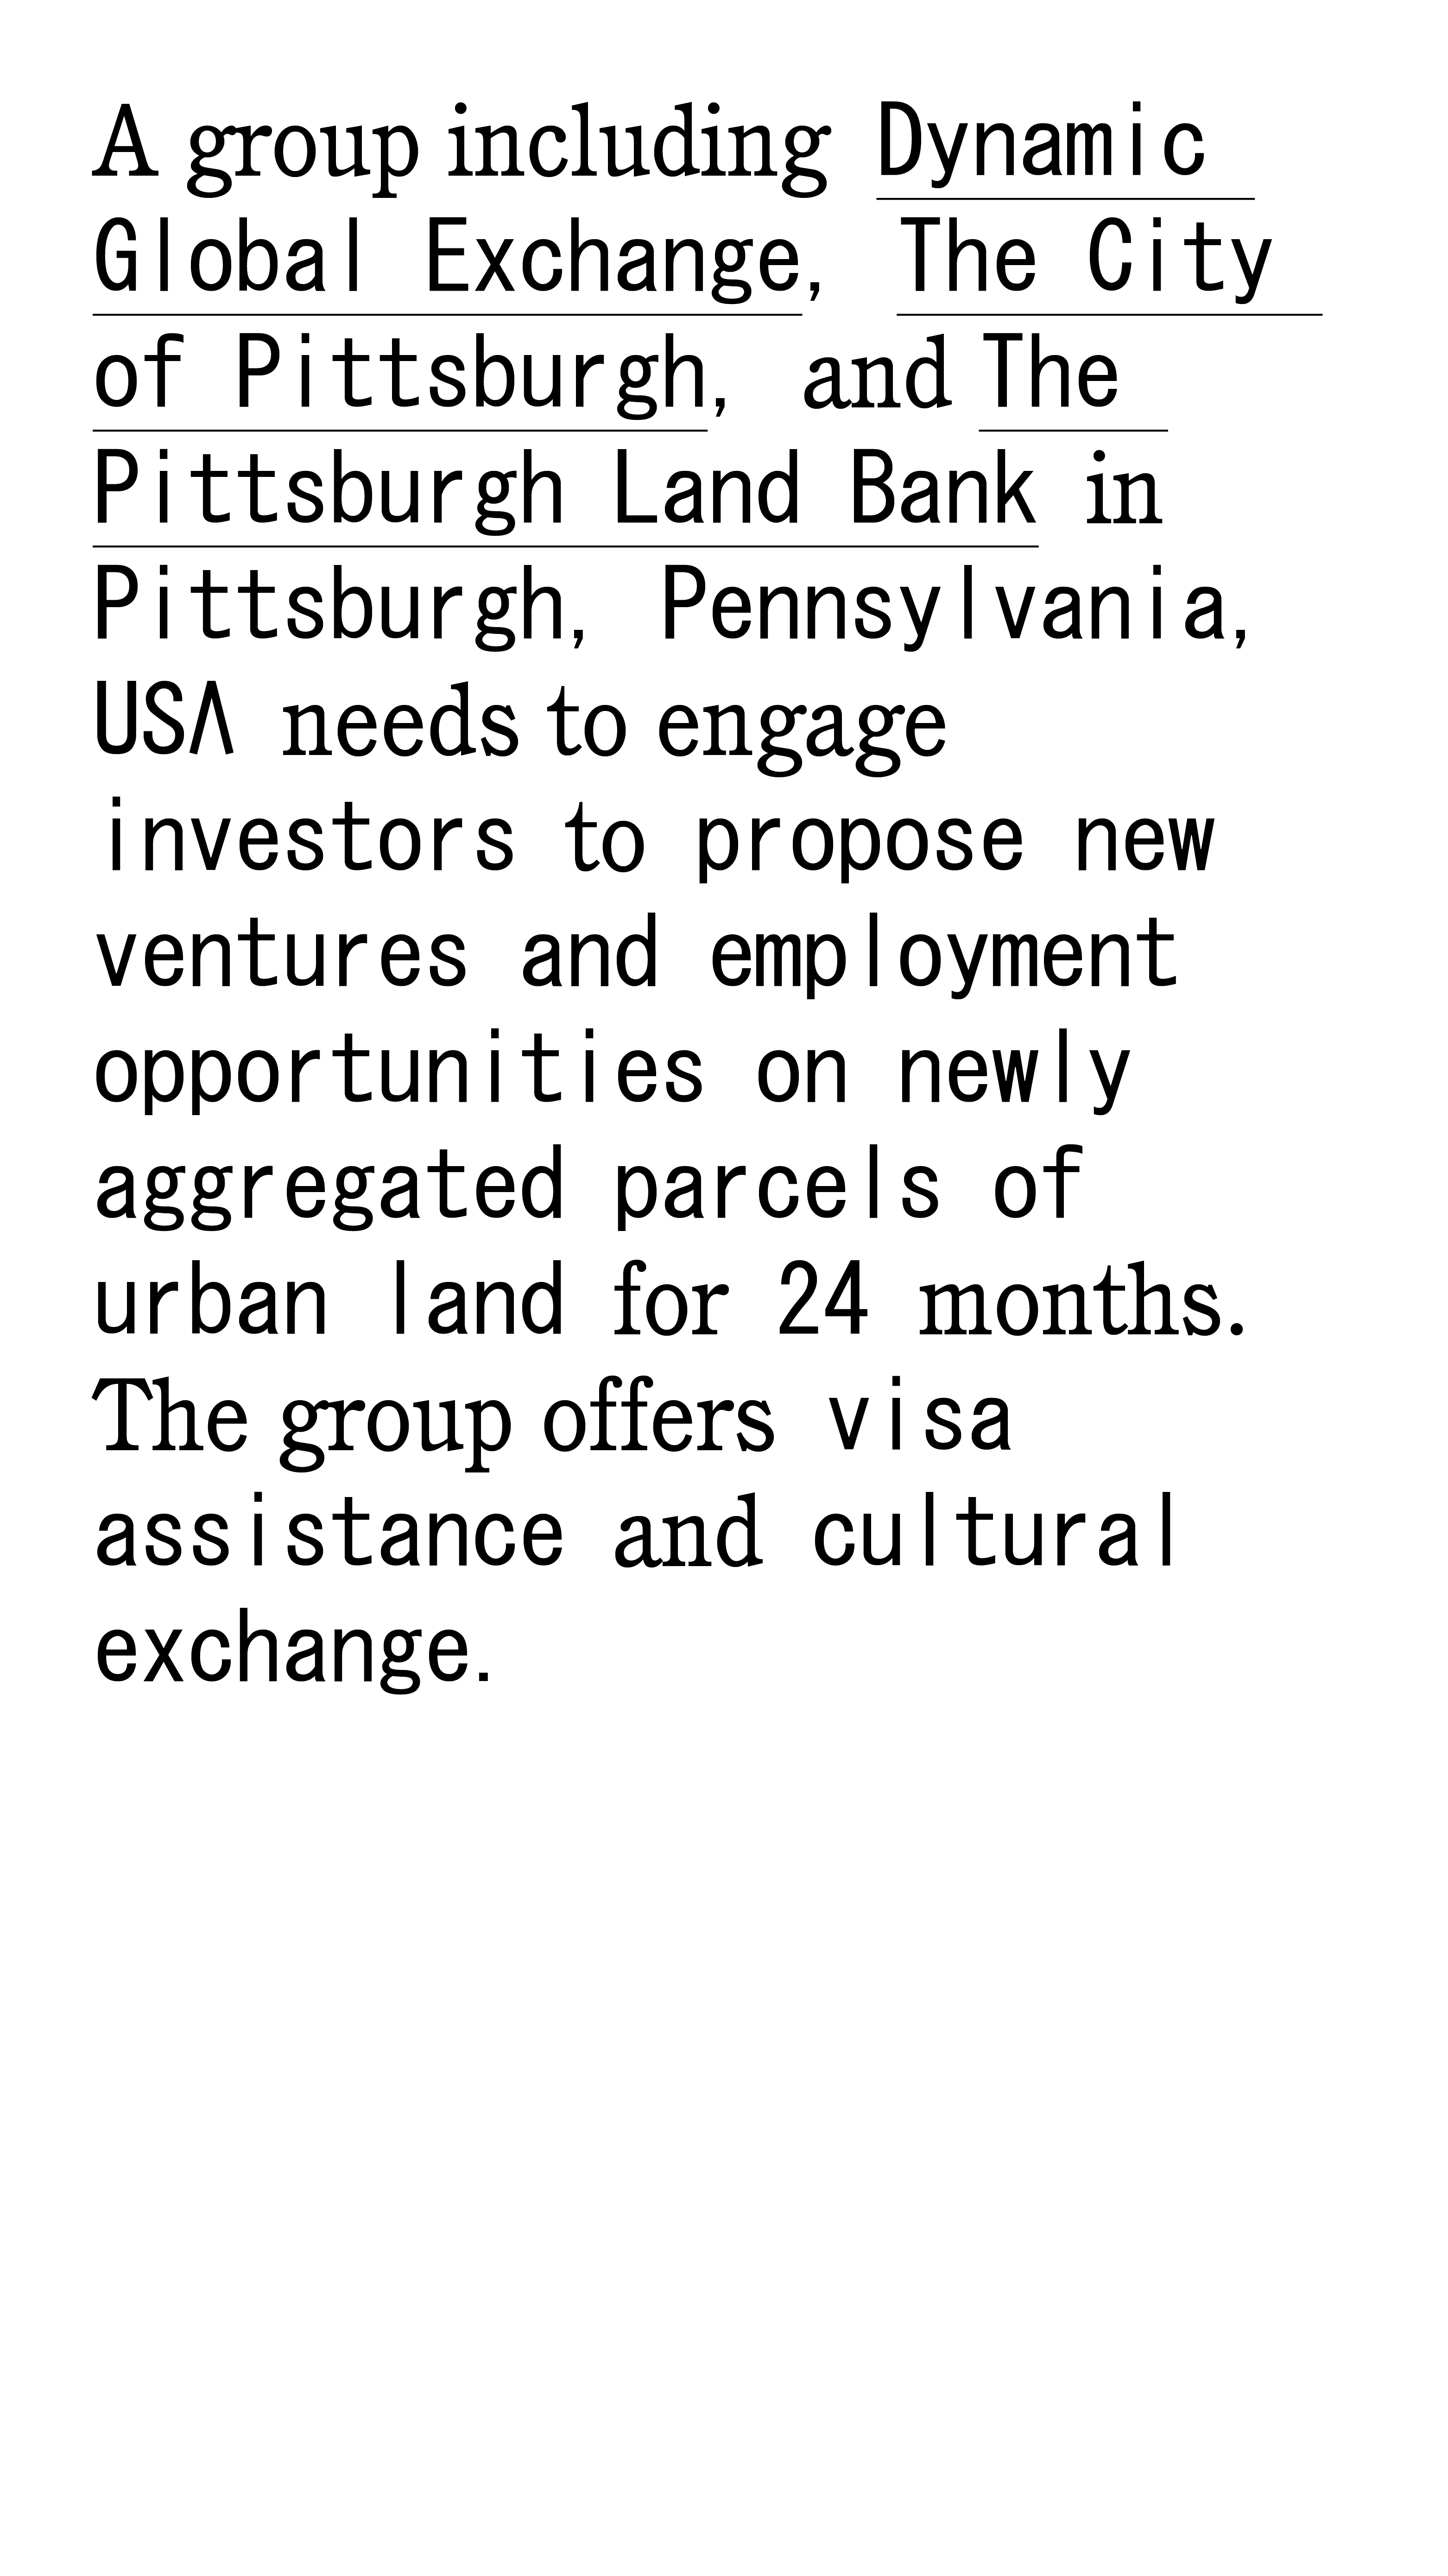 A group including Dynamic
Global Exchange, The City
of Pittsburgh, and The
Pittsburgh Land Bank in
Pittsburgh, Pennsylvania,
USA needs to engage
investors to propose new
ventures and employment
opportunities on newly
aggregated parcels of
urban land for 24 months.
The group offers visa
assistance and cultural
exchange.